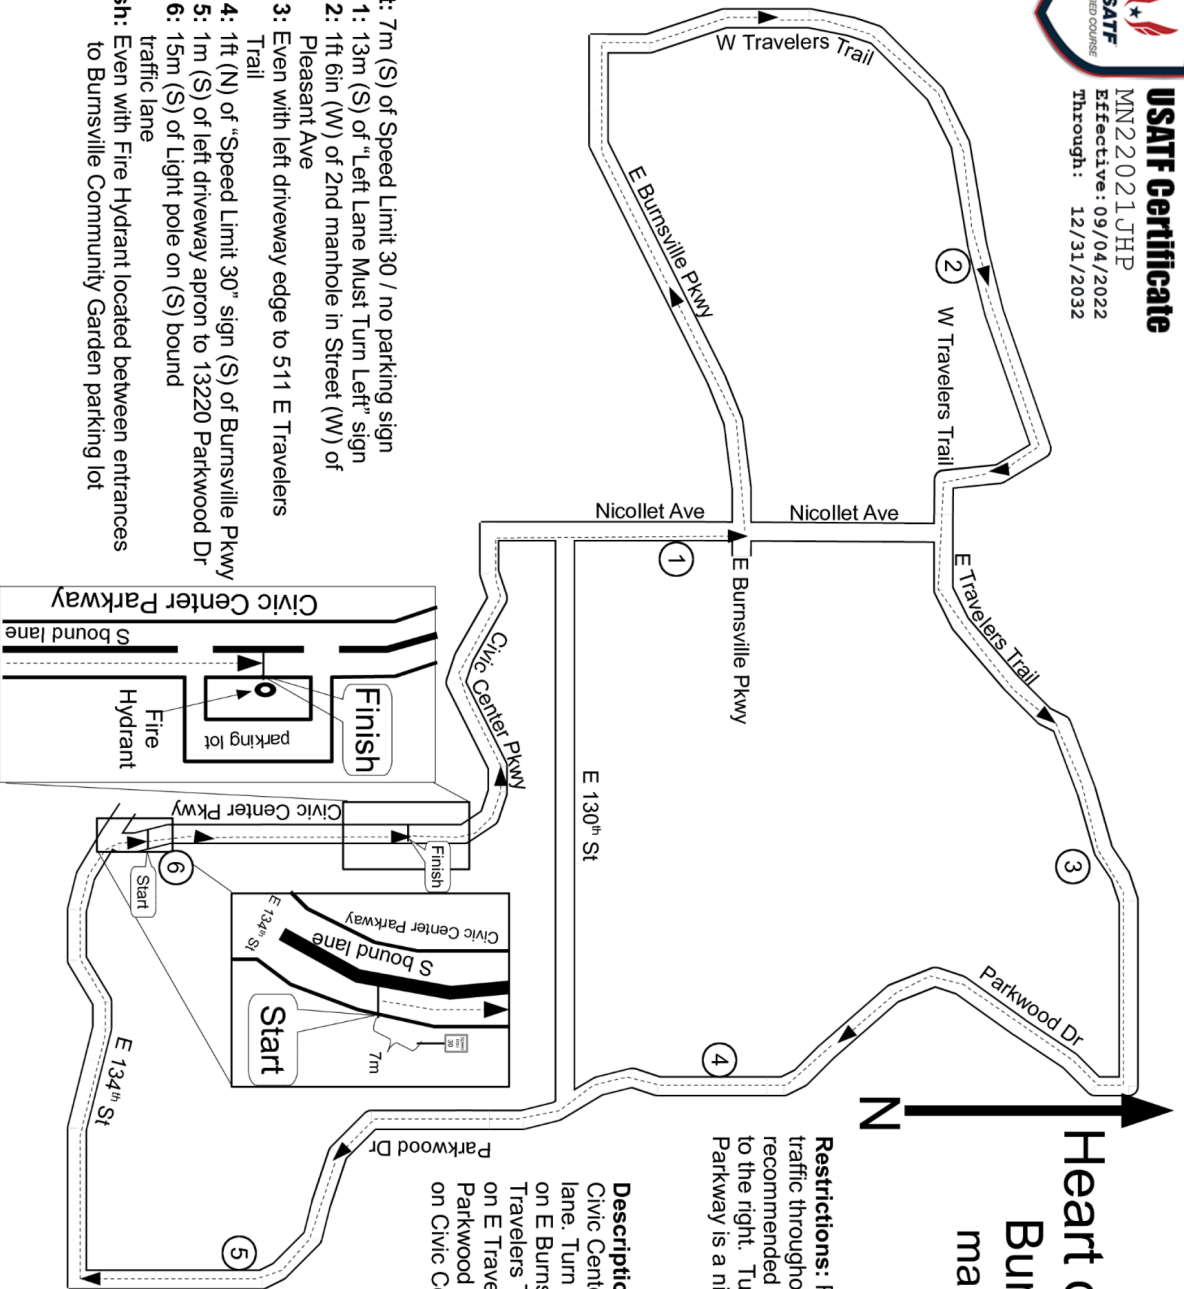 USATF Certificate
MN22021JHP
Effective: 09/04/2022
Through: 12/31/2032
SATF
ED COURSE
Heart
Bur
ma
N
W Travelers Trail
E Burnsville Pkwy
2
W Travelers Trail
Nicollet Ave
Nicollet Ave
1
E Burnsville Pkwy
E Travelers Trail
3
Parkwood Dr
4
E 130th St
Civic Center Pkwy
Civic Center Pkwy
Finish
Start
6
E 134th St
5
Parkwood Dr
Civic Center Parkway
S bound lane
Finish
Fire
Hydrant
parking lot
Civic Center Parkway
S bound lane
E 134th St
Start
7m
30
t: 7m (S) of Speed Limit 30 / no parking sign
1: 13m (S) of "Left Lane Must Turn Left" sign
2: 1ft 6in (W) of 2nd manhole in Street (W) of
Pleasant Ave
3: Even with left driveway edge to 511 E Travelers
Trail
4: 1ft (N) of "Speed Limit 30" sign (S) of Burnsville Pkwy
5: 1m (S) of left driveway apron to 13220 Parkwood Dr
6: 15m (S) of Light pole on (S) bound
traffic lane
sh: Even with Fire Hydrant located between entrances
to Burnsville Community Garden parking lot
Restrictions:
traffic througho
recommended
to the right. Tu
Parkway is a ni
Descriptio
Civic Cent
lane. Turn
on E Burns
Travelers
on E Trave
Parkwood
on Civic C